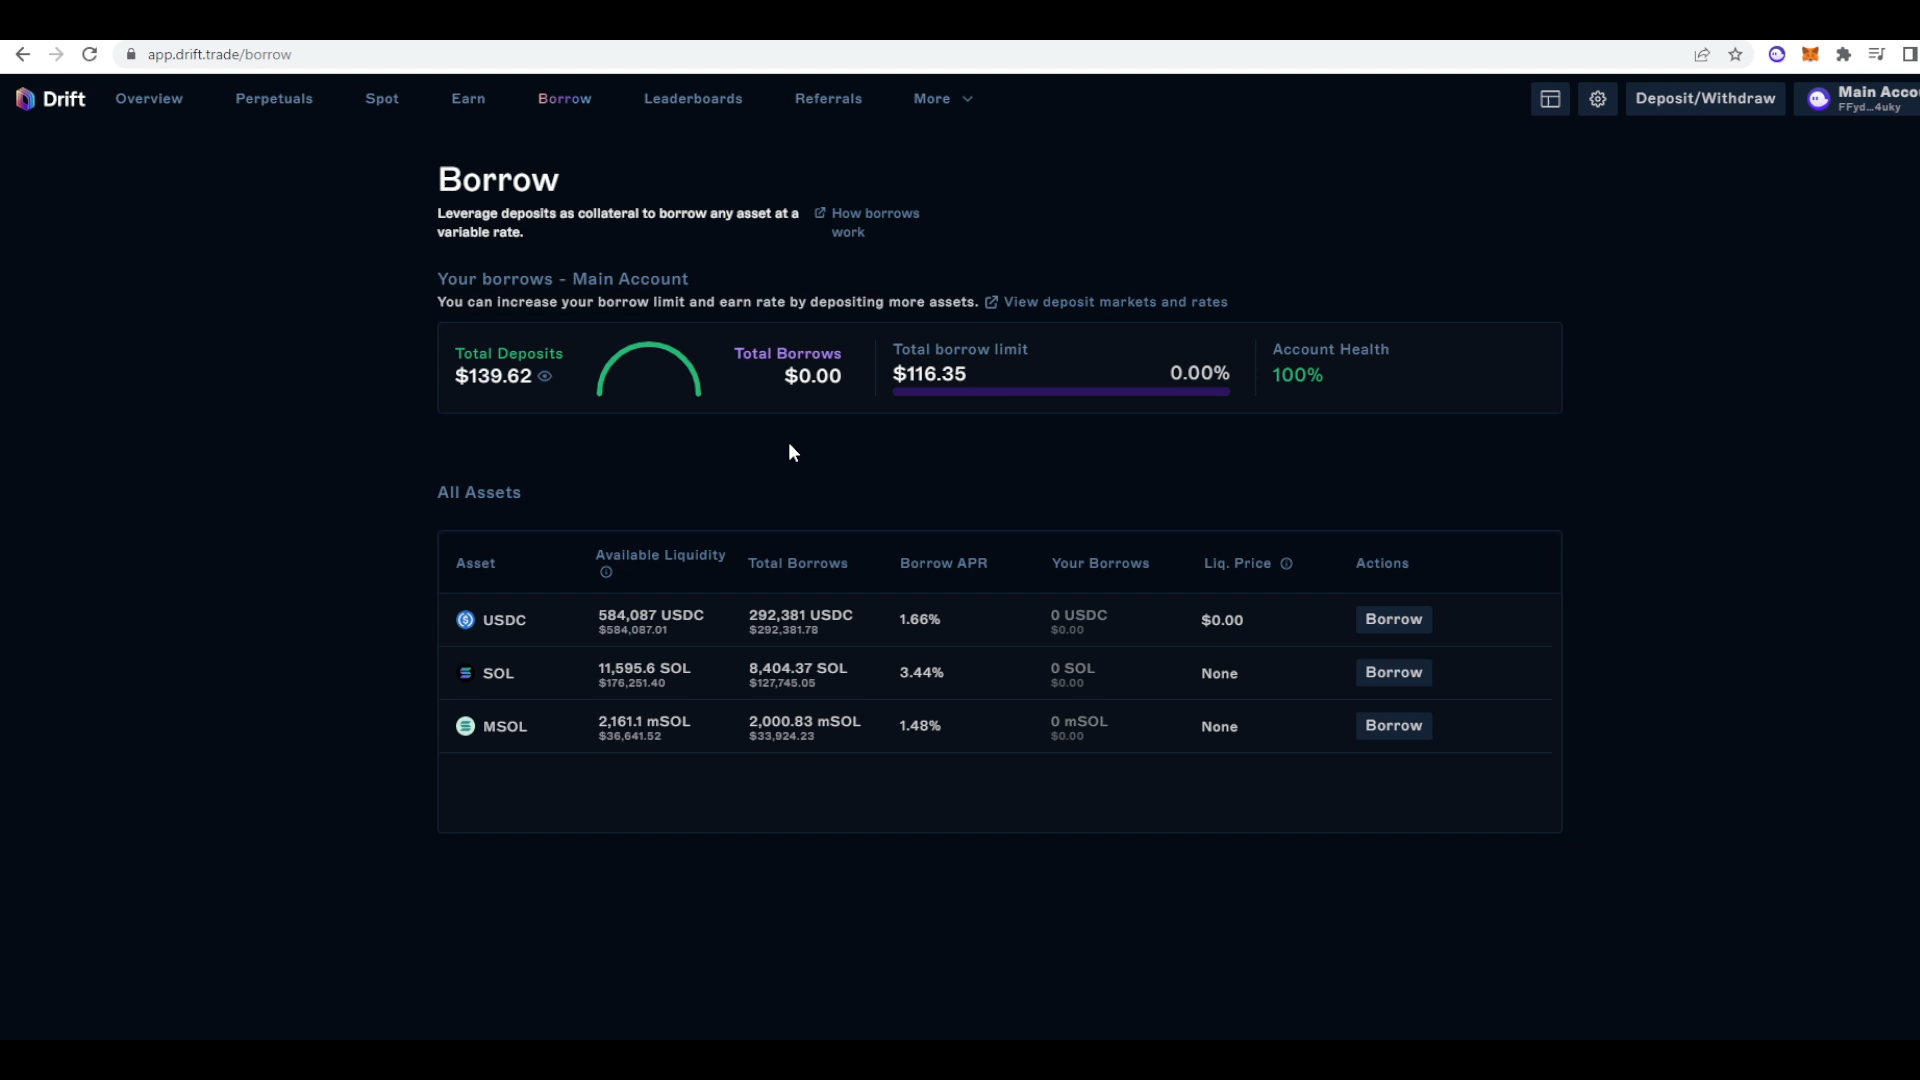 app.drift.trade/borrow
Drift Overview Perpetuals Spot Earn Borrow Leaderboards Referrals More Deposit/Withdraw Main Acco
FFyd...4uky
Borrow
Leverage deposits as collateral to borrow any asset at a
variable rate.
How borrows
work
Your borrows - Main Account
You can increase your borrow limit and earn rate by depositing more assets. View deposit markets and rates
Total Deposits
$139.62
Total Borrows
$0.00
Total borrow limit
$116.35 0.00%
Account Health
100%
All Assets
Asset Available Liquidity Total Borrows Borrow APR Your Borrows Liq. Price Actions
USDC 584,087 USDC 292,381 USDC 1.66% 0 USDC $0.00 Borrow
$584,087.01 $292,381.78 $0.00
SOL 11,595.6 SOL 8,404.37 SOL 3.44% 0 SOL None Borrow
$176,251.40 $127,745.05 $0.00
MSOL 2,161.1 mSOL 2,000.83 mSOL 1.48% 0 mSOL None Borrow
$36,641.52 $33,924.23 $0.00